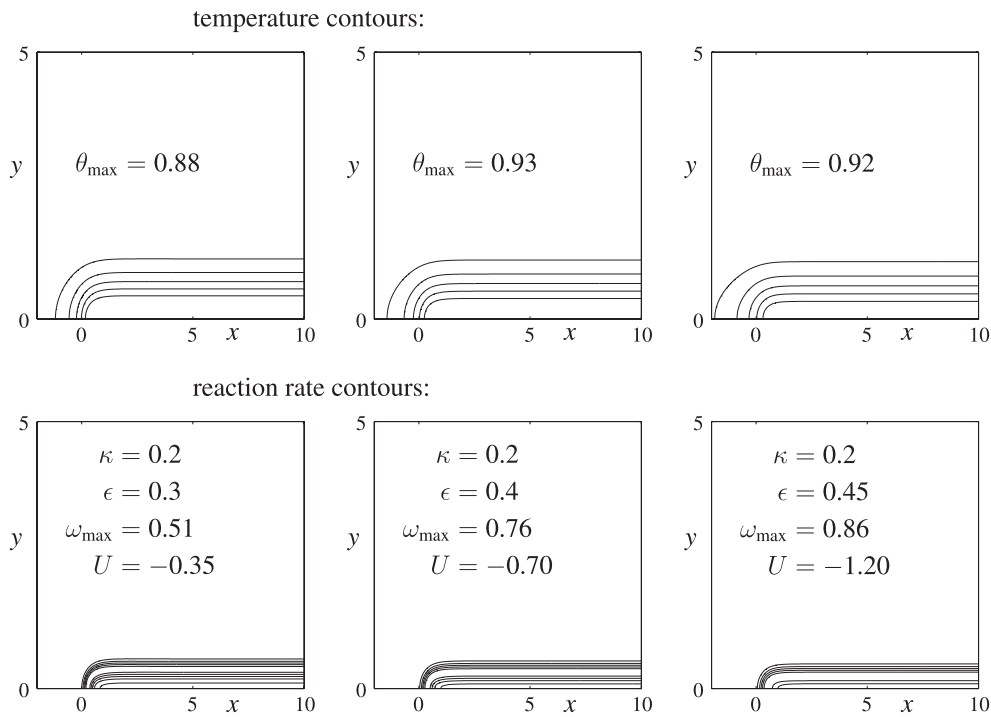 temperature contours:
5 5 5
y θmax = 0.88 y θmax = 0.93 y θmax = 0.92
0 0 0
0 5 x 10 0 5 x 10 0 5 x 10
reaction rate contours:
5 5 5
κ = 0.2 κ = 0.2 κ = 0.2
ϵ = 0.3 ϵ = 0.4 ϵ = 0.45
y ωmax = 0.51 y ωmax = 0.76 y ωmax = 0.86
U = −0.35 U = −0.70 U = −1.20
0 0 0
0 5 x 10 0 5 x 10 0 5 x 10